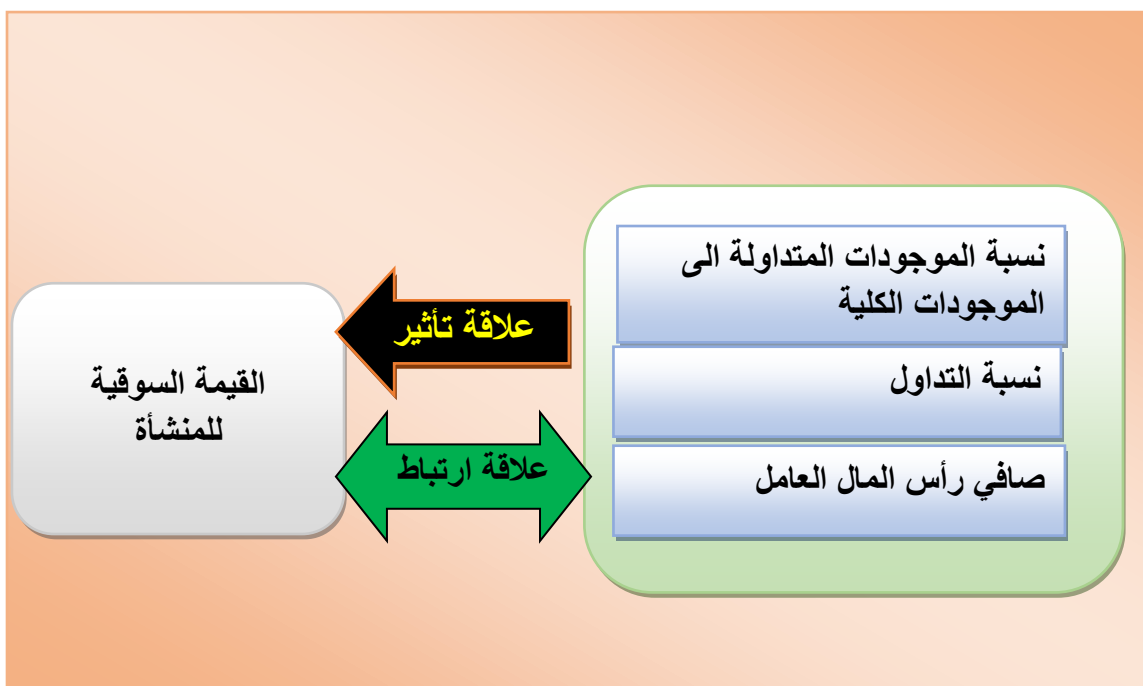 نسبة الموجودات المتداولة الى
الموجودات الكلية
نسبة التداول
صافي رأس المال العامل
علاقة تأثير
علاقة ارتباط
القيمة السوقية
للمنشأة